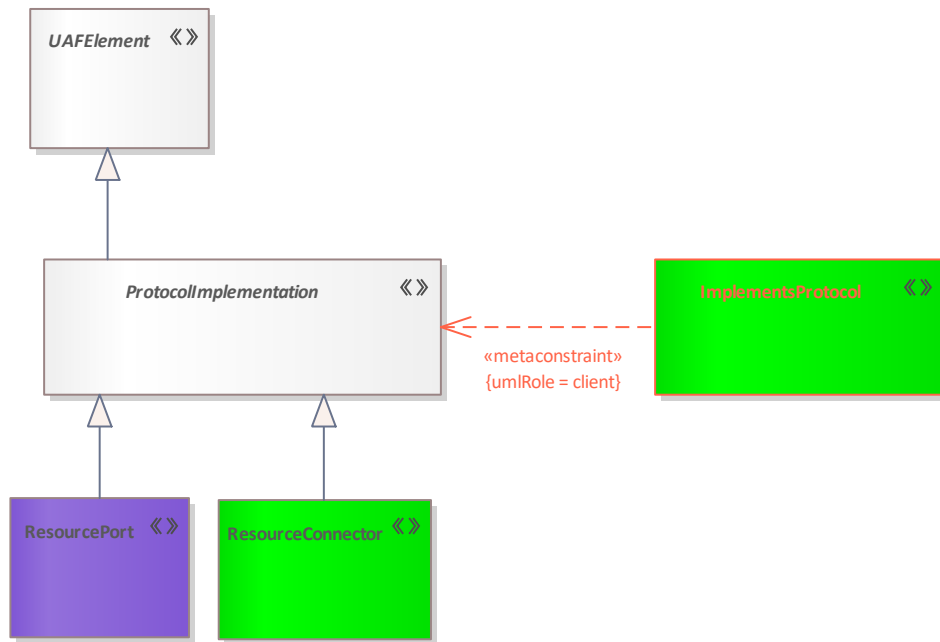 UAFElement «»
ProtocolImplementation «»
ImplementsProtocol «»
«metaconstraint»
{umlRole = client}
ResourcePort «»
ResourceConnector «»